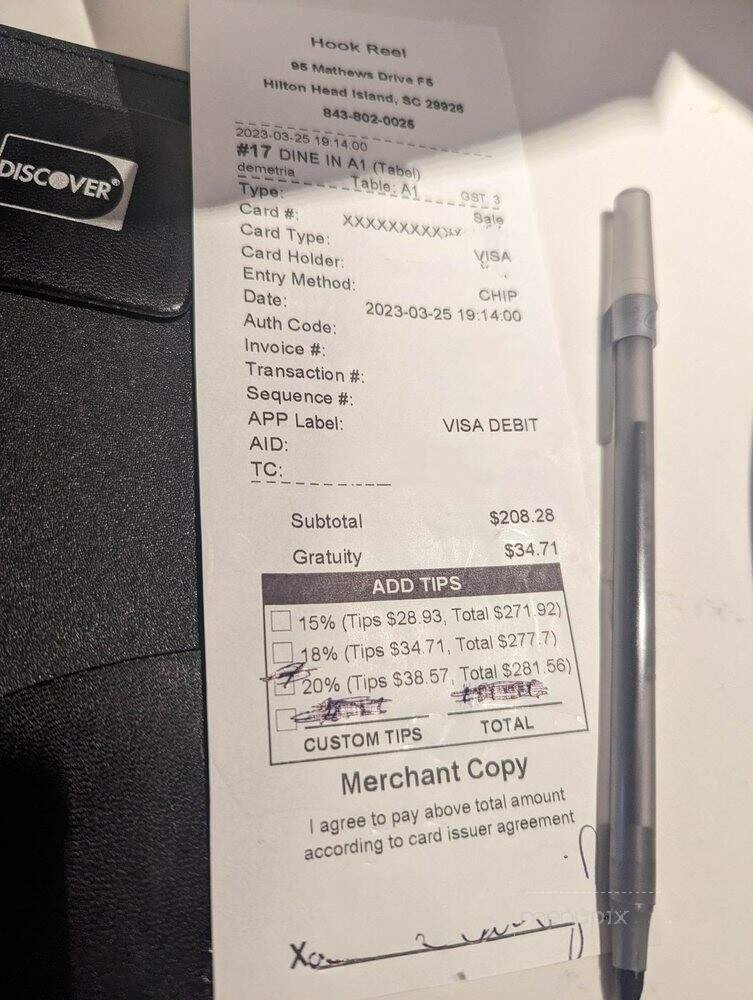 DISCOVER®
Hook Reel
95 Mathews Drive F5
Hilton Head Island, SC 29926
843-802-0025
2023-03-25 19:14:00
#17 DINE IN A1 (Tabel)
demetria Table: A1 GST: 3
Type: Sale
Card #: XXXXXXXXXX
Card Type: VISA
Card Holder:
Entry Method: CHIP
Date: 2023-03-25 19:14:00
Auth Code:
Invoice #:
Transaction #:
Sequence #:
APP Label: VISA DEBIT
AID:
TC:
Subtotal $208.28
Gratuity $34.71
ADD TIPS
15% (Tips $28.93, Total $271.92)
18% (Tips $34.71, Total $277.7)
20% (Tips $38.57, Total $281.56)
CUSTOM TIPS TOTAL
Merchant Copy
I agree to pay above total amount
according to card issuer agreement
X
menupix